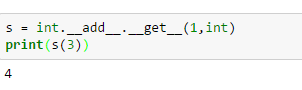 s = int.__add__.__get__(1,int)
print(s(3))
4